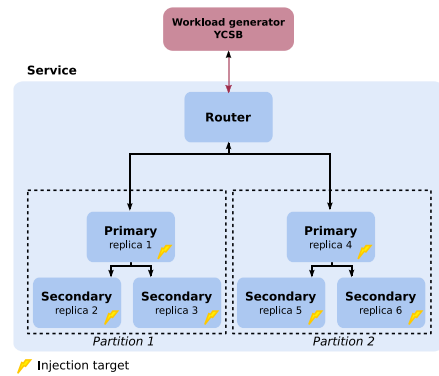 Workload generator
YCSB
Service
Router
Primary
replica 1
Primary
replica 4
Secondary
replica 2
Secondary
replica 3
Secondary
replica 5
Secondary
replica 6
Partition 1
Partition 2
Injection target